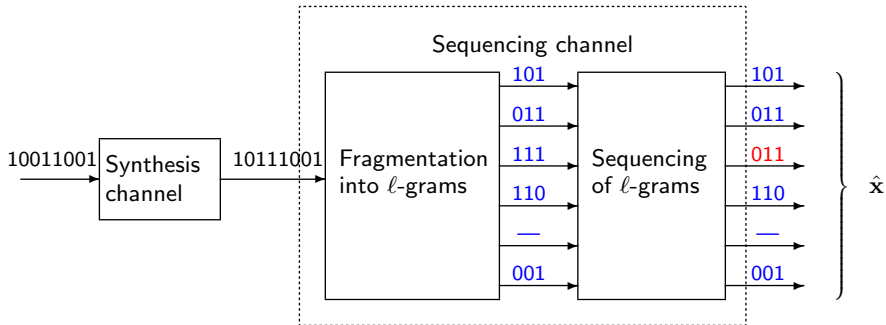 Sequencing channel
10011001
Synthesis
channel
10111001
Fragmentation
into ℓ-grams
101
011
111
110
—
001
Sequencing
of ℓ-grams
101
011
011
110
—
001
x̂